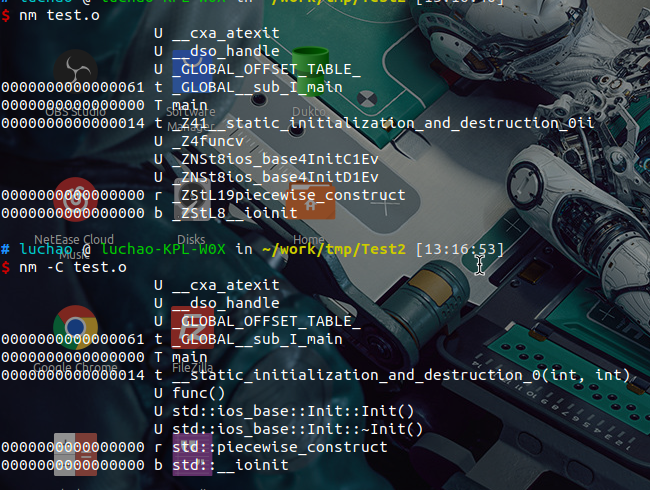 # luchao @ luchao-KPL-W0X in ~/work/tmp/Test2 [13:16:48]
$ nm test.o
U __cxa_atexit
U __dso_handle
U _GLOBAL_OFFSET_TABLE_
0000000000000061 t _GLOBAL__sub_I_main
0000000000000000 T main
0000000000000014 t _Z41__static_initialization_and_destruction_0ii
U _Z4funcv
U _ZNSt8ios_base4InitC1Ev
U _ZNSt8ios_base4InitD1Ev
0000000000000000 r _ZStL19piecewise_construct
0000000000000000 b _ZStL8__ioinit
# luchao @ luchao-KPL-W0X in ~/work/tmp/Test2 [13:16:53]
$ nm -C test.o
U __cxa_atexit
U __dso_handle
U _GLOBAL_OFFSET_TABLE_
0000000000000061 t _GLOBAL__sub_I_main
0000000000000000 T main
0000000000000014 t __static_initialization_and_destruction_0(int, int)
U func()
U std::ios_base::Init::Init()
U std::ios_base::Init::~Init()
0000000000000000 r std::piecewise_construct
0000000000000000 b std::__ioinit
OBS Studio
Software Manager
Dukto
NetEase Cloud Music
Disks
Home
Google Chrome
FileZilla